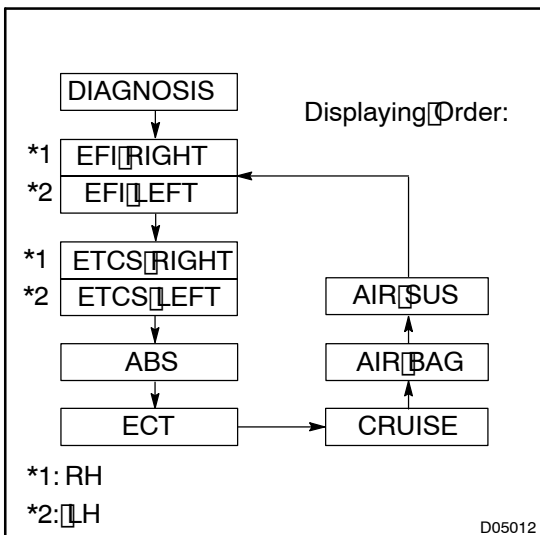 DIAGNOSIS
Displaying Order:
*1 EFI RIGHT
*2 EFI LEFT
*1 ETCS RIGHT
*2 ETCS LEFT
AIR SUS
ABS
AIR BAG
ECT
CRUISE
*1: RH
*2: LH
D05012